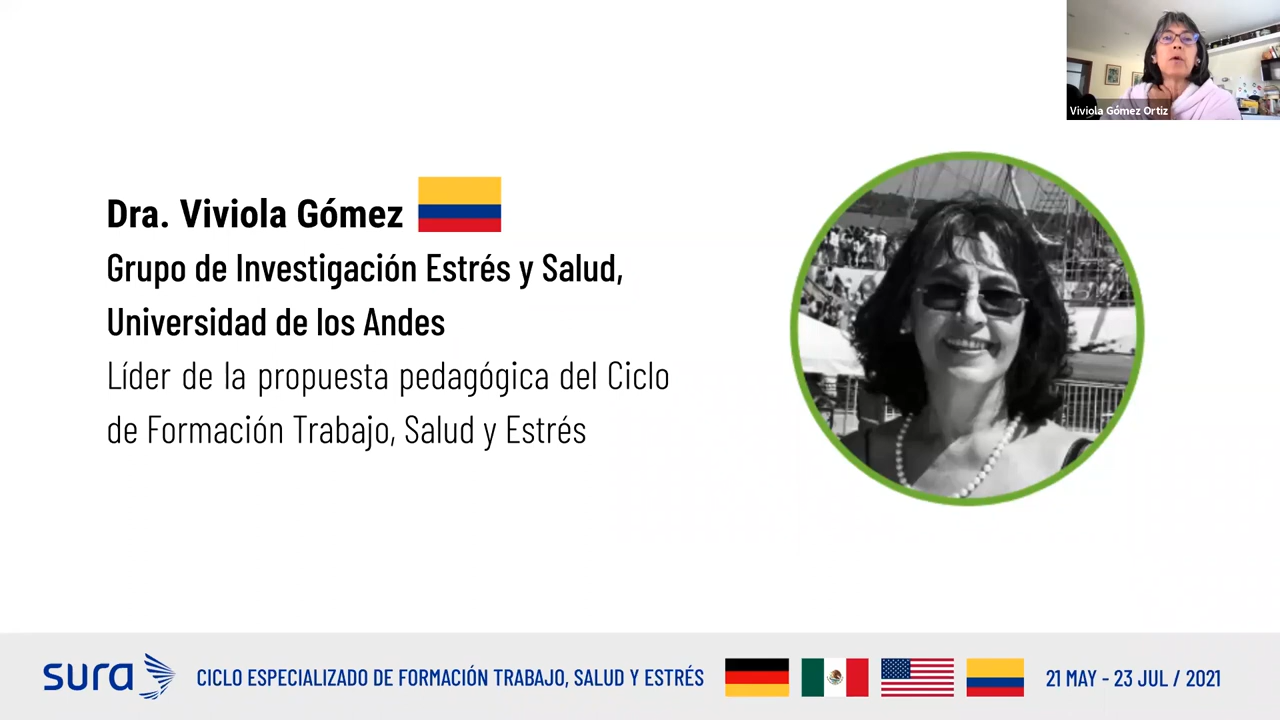 Viviola Gómez Ortiz
Dra. Viviola Gómez
Grupo de Investigación Estrés y Salud,
Universidad de los Andes
Líder de la propuesta pedagógica del Ciclo
de Formación Trabajo, Salud y Estrés
sura CICLO ESPECIALIZADO DE FORMACIÓN TRABAJO, SALUD Y ESTRÉS 21 MAY - 23 JUL / 2021